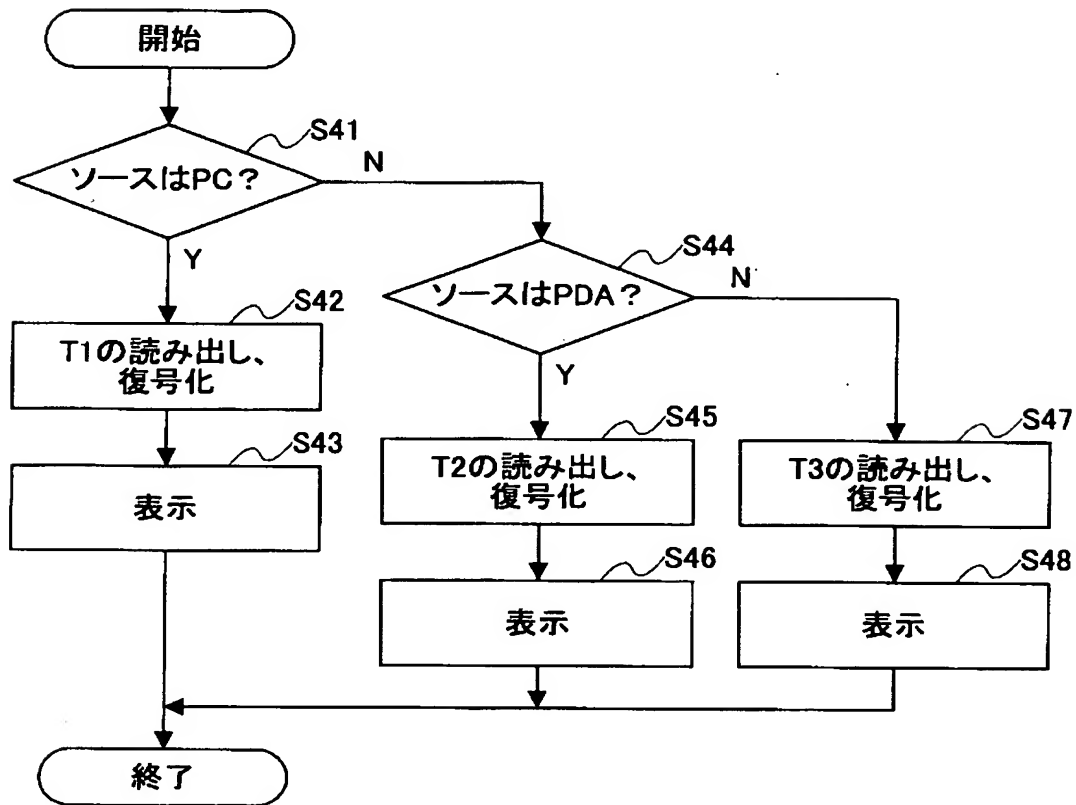 開始
S41
ソースはPC？
N
Y
S44
ソースはPDA？
N
Y
S42
T1の読み出し、
復号化
S43
表示
S45
T2の読み出し、
復号化
S46
表示
S47
T3の読み出し、
復号化
S48
表示
終了